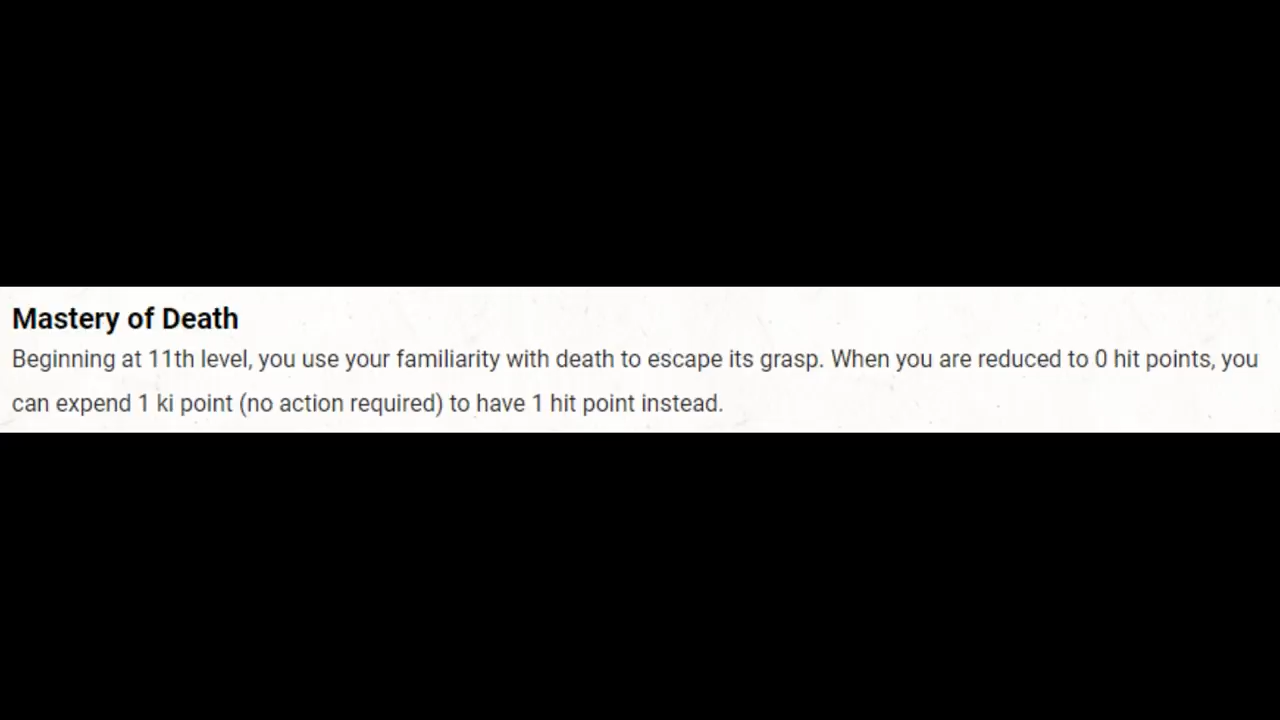 Mastery of Death
Beginning at 11th level, you use your familiarity with death to escape its grasp. When you are reduced to 0 hit points, you
can expend 1 ki point (no action required) to have 1 hit point instead.